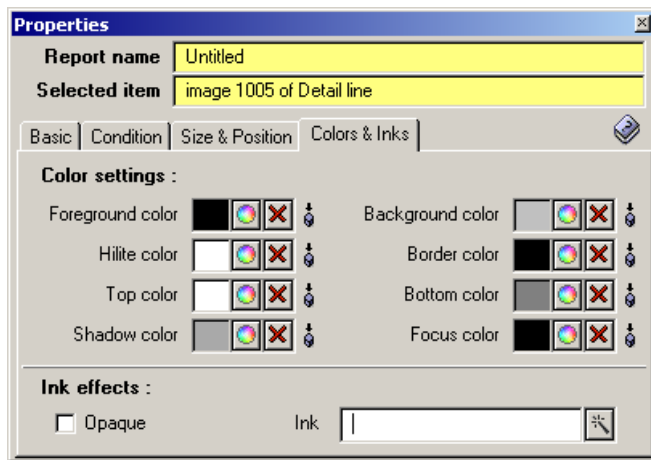 Properties
Report name Untitled
Selected item image 1005 of Detail line
Basic Condition Size & Position Colors & Inks
Color settings :
Foreground color Background color
Hilite color Border color
Top color Bottom color
Shadow color Focus color
Ink effects :
Opaque Ink